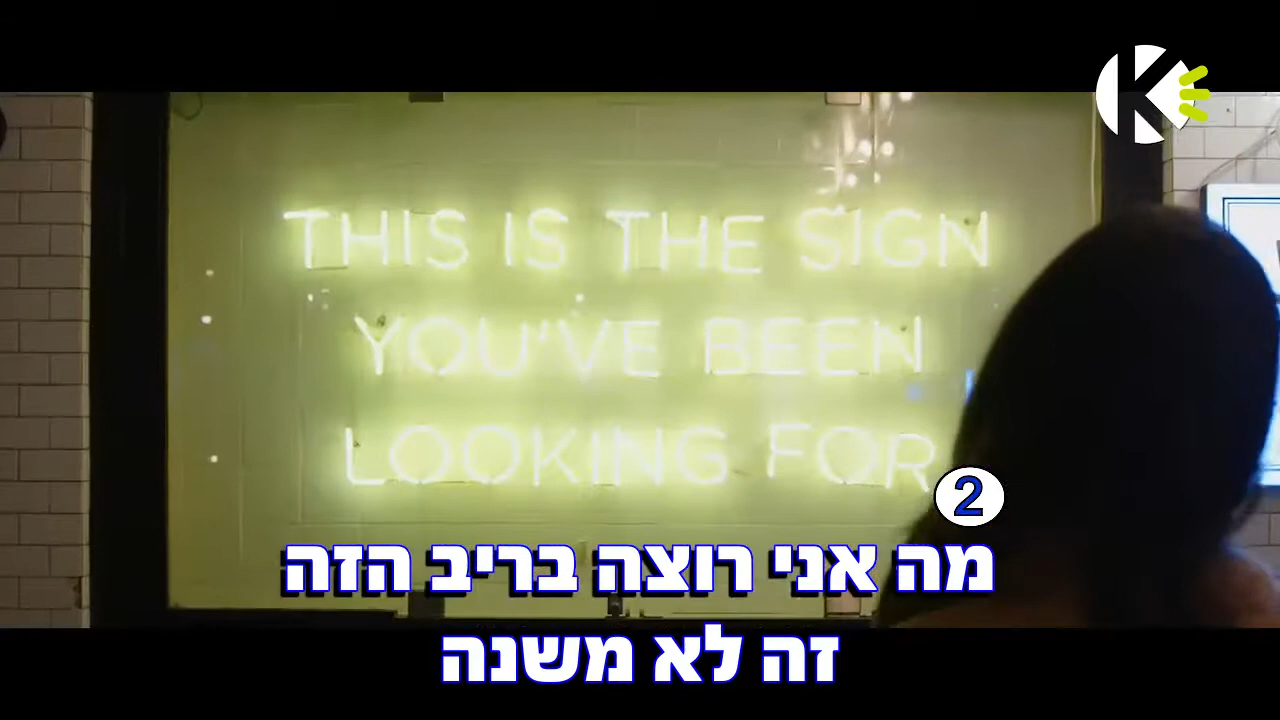 K
THIS IS THE SIGN
YOU'VE BEEN
LOOKING FOR
2
מה אני רוצה בריב הזה
זה לא משנה